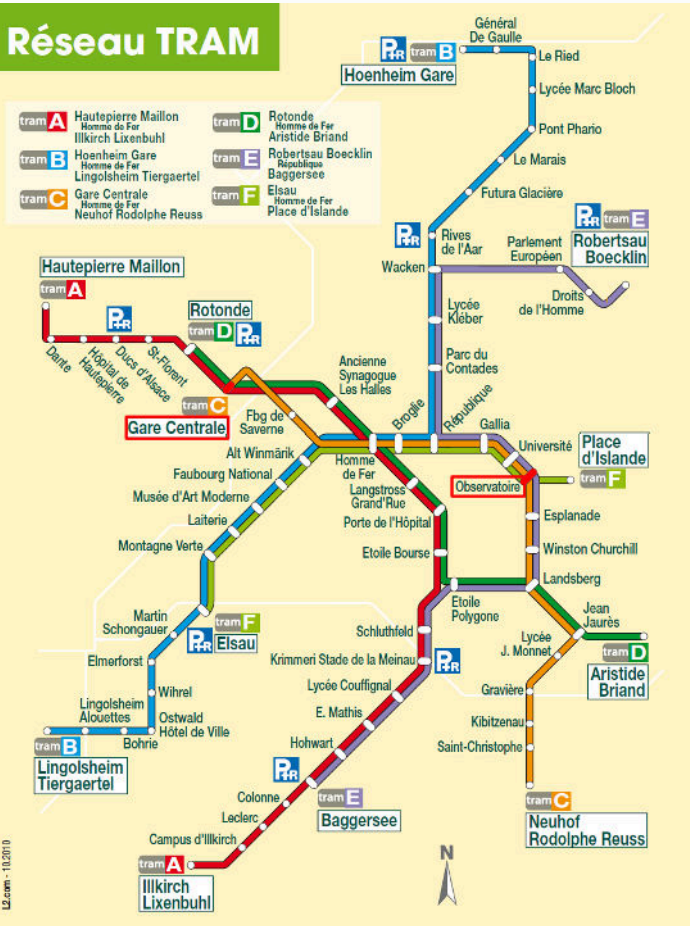 Réseau TRAM
tram A Hautepierre Maillon
Homme de Fer
Illkirch Lixenbuhl
tram B Hoenheim Gare
Homme de Fer
Lingolsheim Tiergaertel
tram C Gare Centrale
Homme de Fer
Neuhof Rodolphe Reuss
tram D Rotonde
Homme de Fer
Aristide Briand
tram E Robertsau Boecklin
République
Baggersee
tram F Elsau
Homme de Fer
Place d'Islande
P+R tram B
Hoenheim Gare
Général
De Gaulle
Le Ried
Lycée Marc Bloch
Pont Phario
Le Marais
Futura Glacière
P+R
Rives
de l'Aar
Wacken
Parlement
Européen
P+R tram E
Robertsau
Boecklin
Droits
de l'Homme
Lycée
Kléber
Parc du
Contades
Hautepierre Maillon
tram A
P+R
Dante
Hôpital de
Hautepierre
Ducs d'Alsace
St-Florent
Rotonde
tram D P+R
Ancienne
Synagogue
Les Halles
tram C
Gare Centrale
Fbg de
Saverne
Broglie
République
Gallia
Université
Place
d'Islande
tram F
Observatoire
Alt Winmärik
Faubourg National
Musée d'Art Moderne
Laiterie
Montagne Verte
Homme
de Fer
Langstross
Grand'Rue
Porte de l'Hôpital
Etoile Bourse
Esplanade
Winston Churchill
Landsberg
Etoile
Polygone
Jean
Jaurès
tram D
Aristide
Briand
Martin
Schongauer
tram F
P+R Elsau
Elmerforst
Wihrel
Ostwald
Hôtel de Ville
Bohrie
Lingolsheim
Alouettes
tram B
Lingolsheim
Tiergaertel
Schluthfeld
Krimmeri Stade de la Meinau
P+R
Lycée Couffignal
E. Mathis
Hohwart
P+R
tram E
Baggersee
Colonne
Leclerc
Campus d'Illkirch
tram A
Illkirch
Lixenbuhl
Lycée
J. Monnet
Gravière
Kibitzenau
Saint-Christophe
tram C
Neuhof
Rodolphe Reuss
N
L2.com - 10.2010